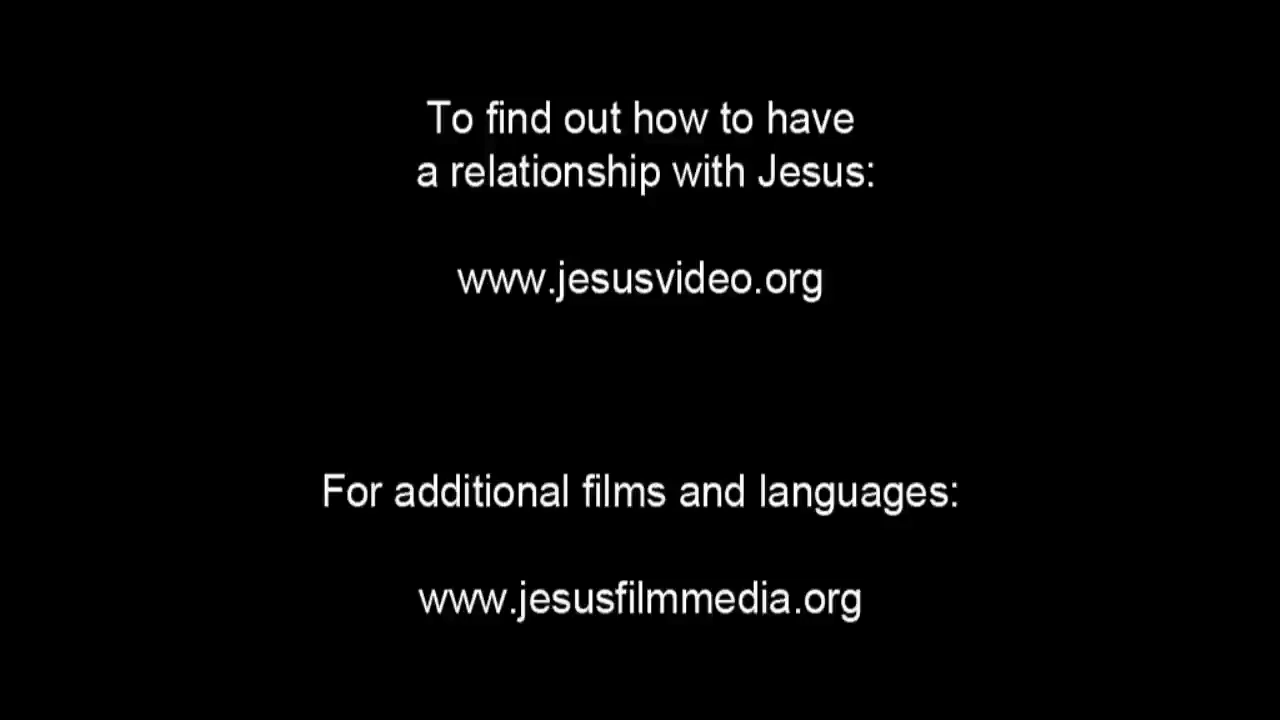 To find out how to have
a relationship with Jesus:
www.jesusvideo.org
For additional films and languages:
www.jesusfilmmedia.org